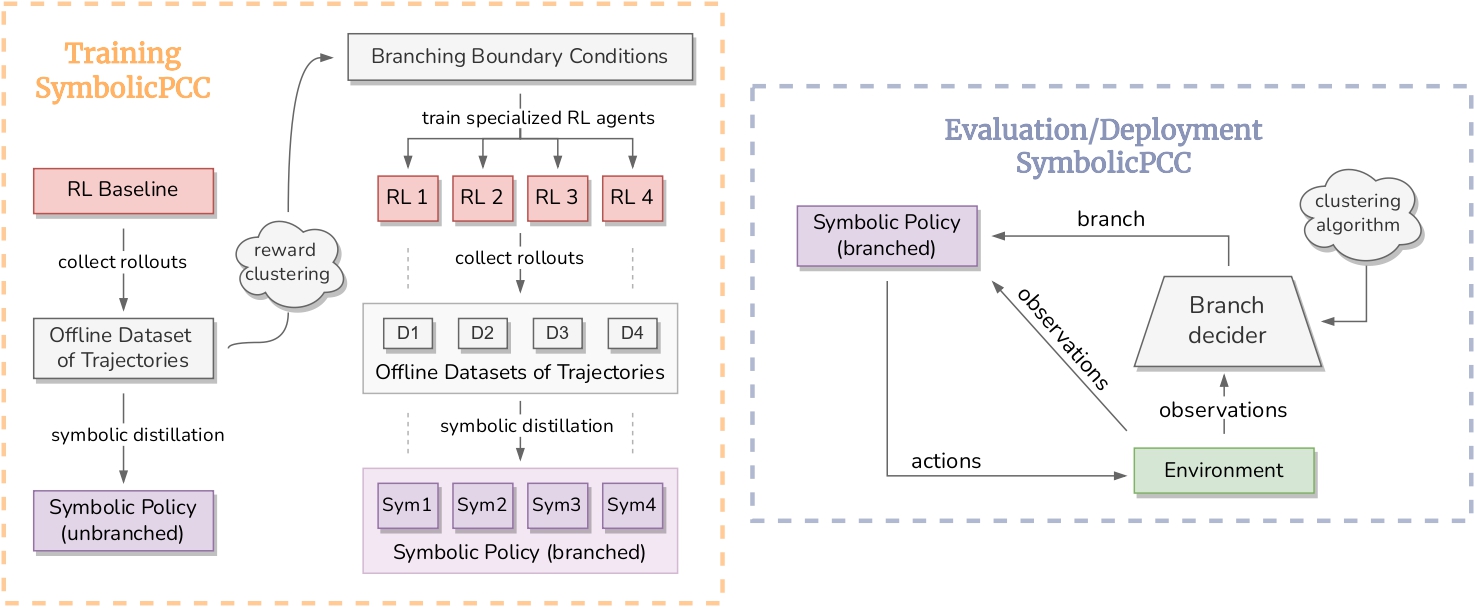 Training
SymbolicPCC
RL Baseline
collect rollouts
Offline Dataset
of Trajectories
symbolic distillation
Symbolic Policy
(unbranched)
reward
clustering
Branching Boundary Conditions
train specialized RL agents
RL 1
RL 2
RL 3
RL 4
collect rollouts
D1
D2
D3
D4
Offline Datasets of Trajectories
symbolic distillation
Sym1
Sym2
Sym3
Sym4
Symbolic Policy (branched)
Evaluation/Deployment
SymbolicPCC
Symbolic Policy
(branched)
branch
clustering
algorithm
Branch
decider
observations
observations
actions
Environment